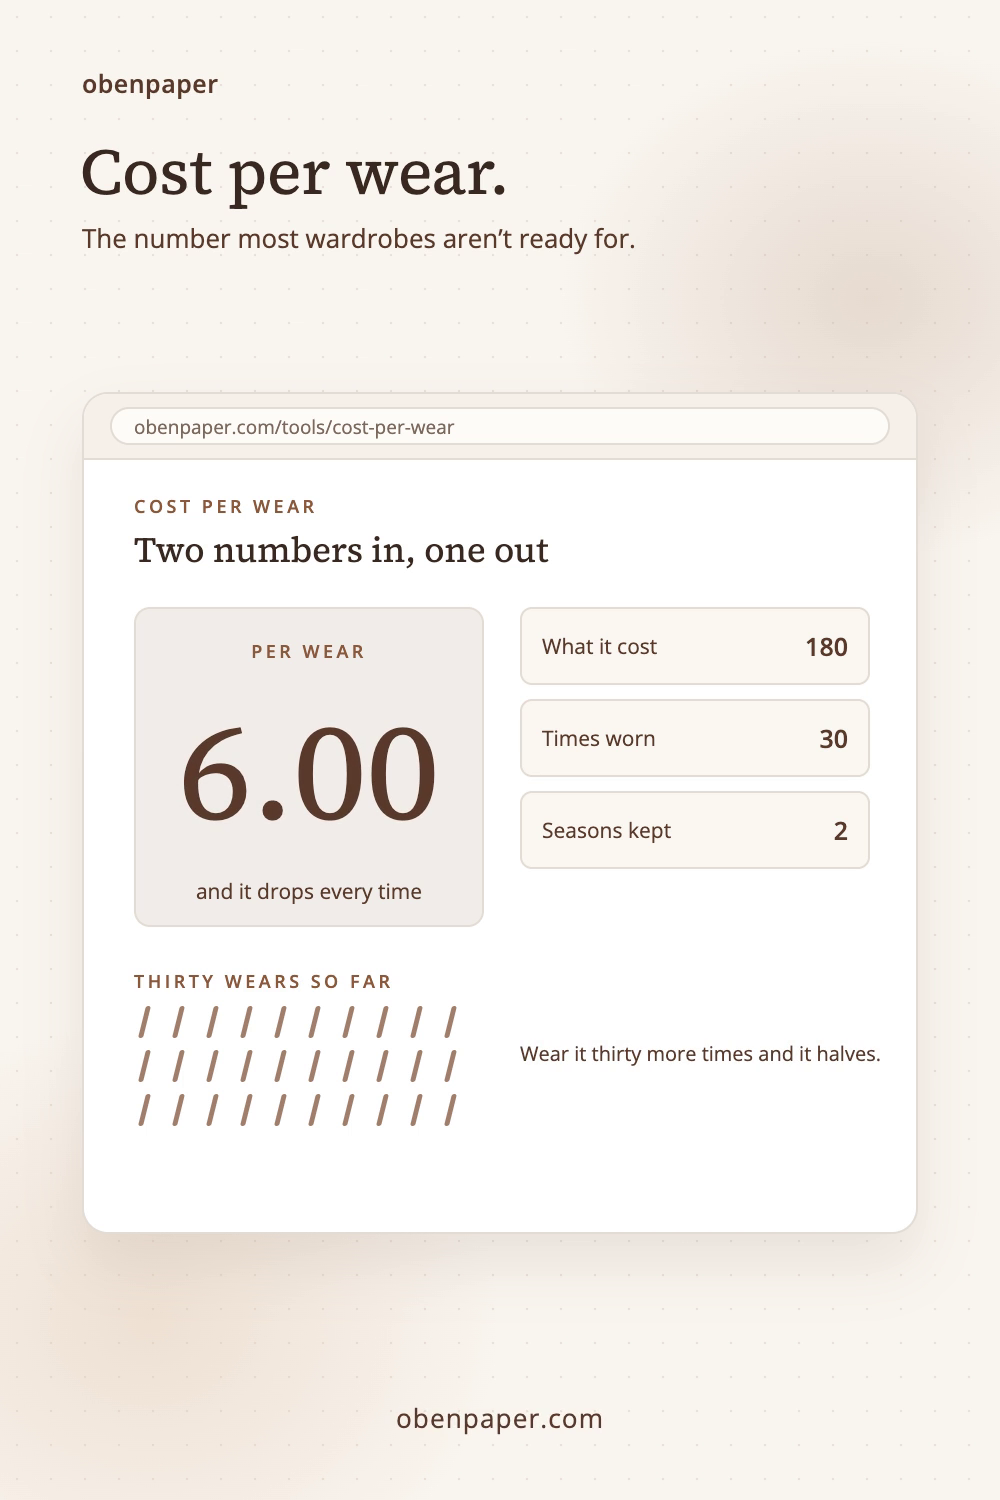 obenpaper
Cost per wear.
The number most wardrobes aren’t ready for.
obenpaper.com/tools/cost-per-wear
COST PER WEAR
Two numbers in, one out
PER WEAR
6.00
and it drops every time
What it cost 180
Times worn 30
Seasons kept 2
THIRTY WEARS SO FAR
Wear it thirty more times and it halves.
obenpaper.com